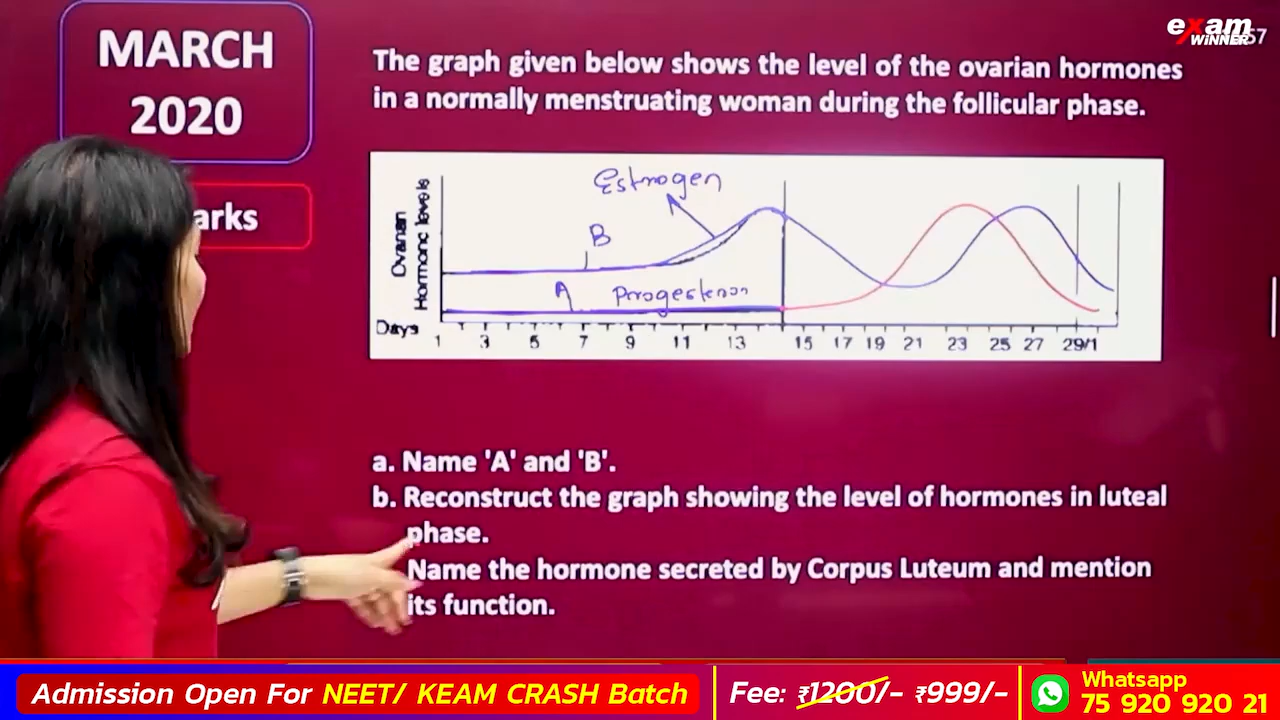 MARCH
2020
arks
exam
WINNER
57
The graph given below shows the level of the ovarian hormones
in a normally menstruating woman during the follicular phase.
Ovarian
Hormone levels
Estrogen
B
A Progesteron
Days
1 3 5 7 9 11 13 15 17 19 21 23 25 27 29/1
a. Name 'A' and 'B'.
b. Reconstruct the graph showing the level of hormones in luteal
phase.
Name the hormone secreted by Corpus Luteum and mention
its function.
Admission Open For NEET/ KEAM CRASH Batch
Fee: ₹1200/- ₹999/-
Whatsapp
75 920 920 21